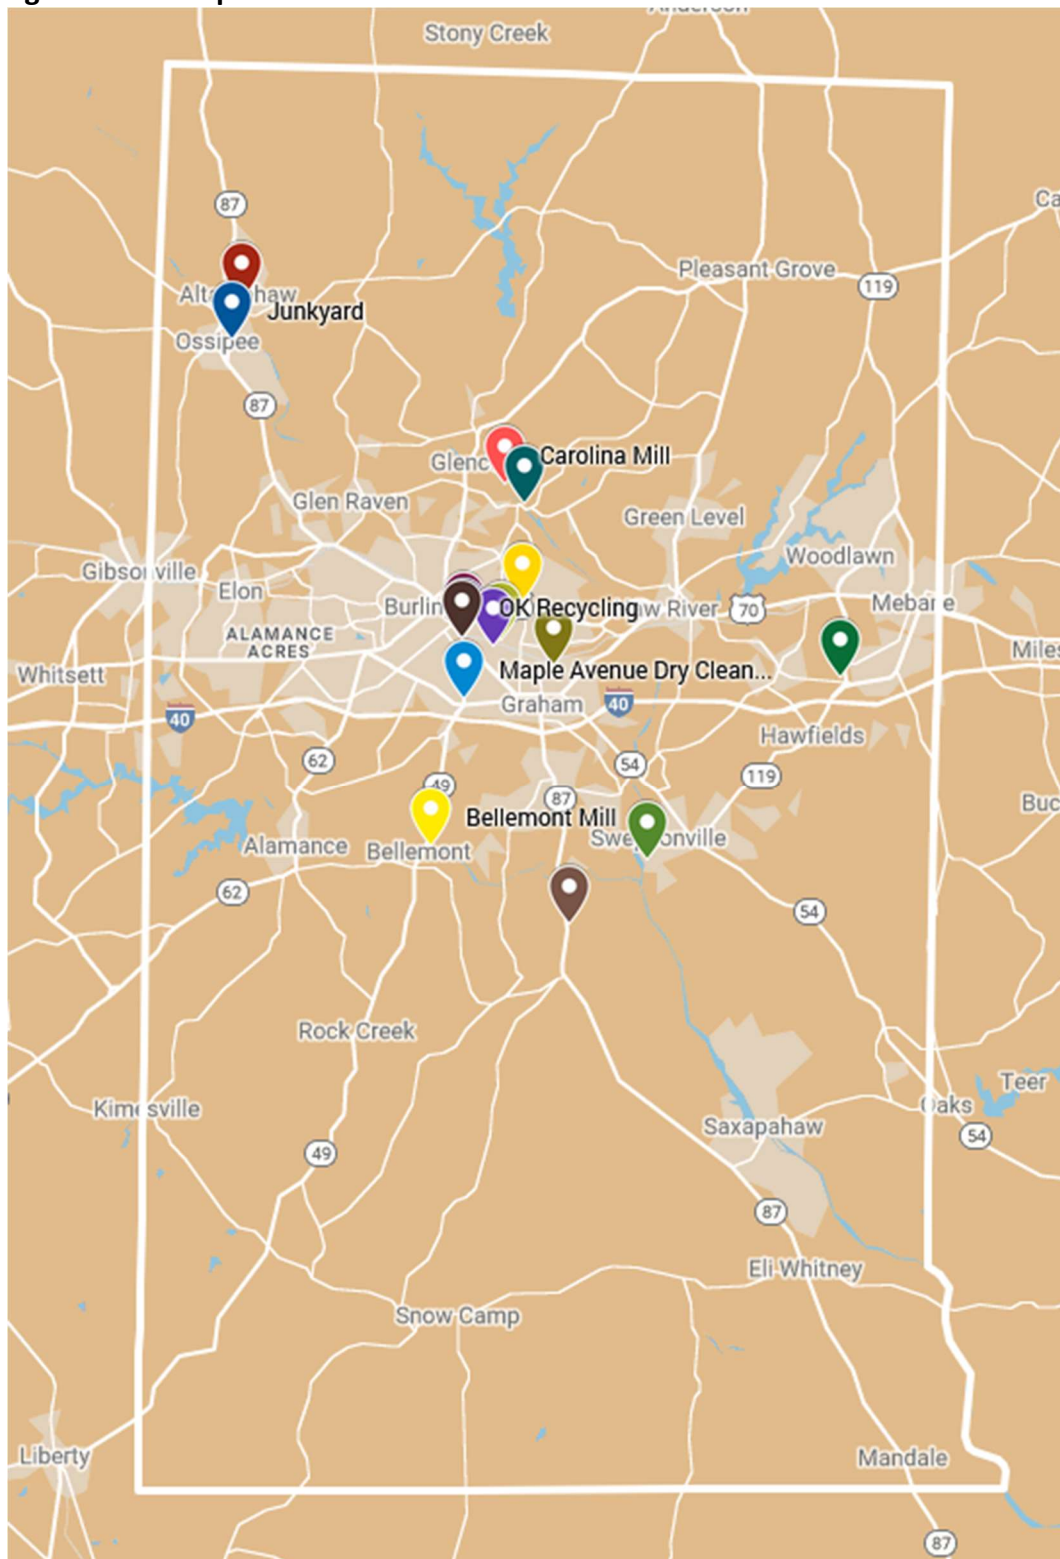 Stony Creek
87
Ca
Pleasant Grove
119
Junkyard
Ossipee
87
Carolina Mill
Glen Raven
Green Level
Woodlawn
Gibsonville
Elon
OK Recycling
70
Mebane
ALAMANCE
ACRES
Whitsett
Miles
Maple Avenue Dry Clean...
Graham
40
40
Hawfields
62
54
119
49
87
Buc
Bellemont Mill
Alamance
Bellemont
62
54
Rock Creek
Teer
Kimesville
Oaks
Saxapahaw
54
49
87
Eli Whitney
Snow Camp
Liberty
Mandale
87